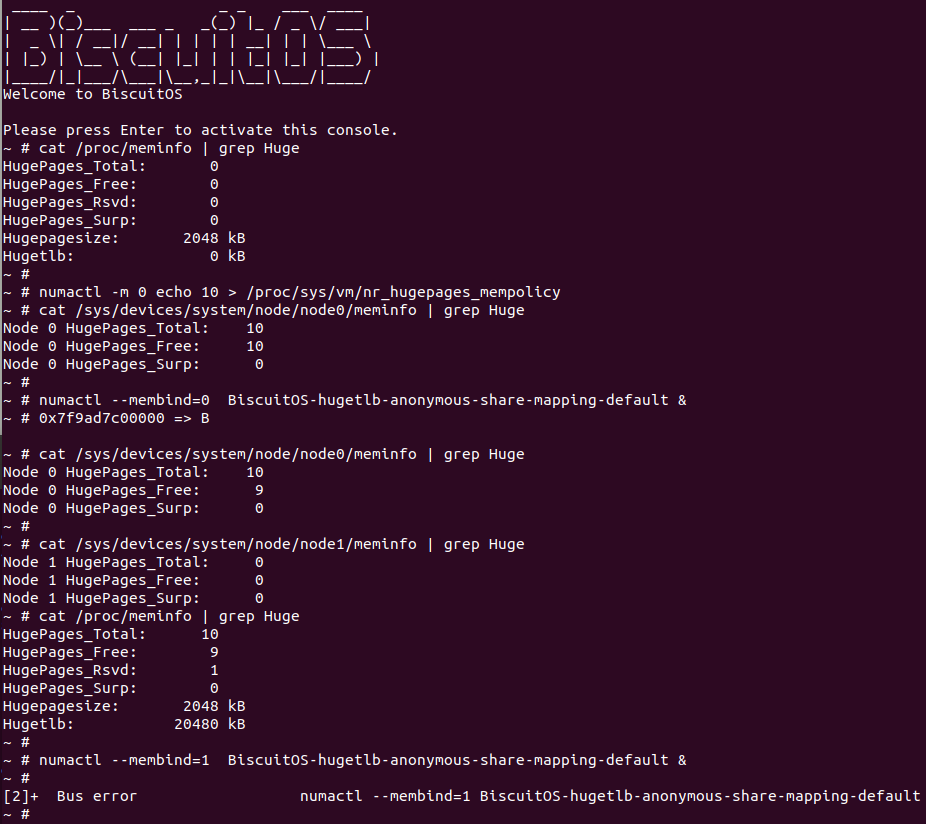 ____  _                _ _    ___  ____
| __ )(_)___  ___ _   _(_) |_ / _ \/ ___|
|  _ \| / __|/ __| | | | | __| | | \___ \
| |_) | \__ \ (__| |_| | | |_| |_| |___) |
|____/|_|___/\___|\__,_|_|\__|\___/|____/
Welcome to BiscuitOS
Please press Enter to activate this console.
~ # cat /proc/meminfo | grep Huge
HugePages_Total:       0
HugePages_Free:        0
HugePages_Rsvd:        0
HugePages_Surp:        0
Hugepagesize:       2048 kB
Hugetlb:               0 kB
~ #
~ # numactl -m 0 echo 10 > /proc/sys/vm/nr_hugepages_mempolicy
~ # cat /sys/devices/system/node/node0/meminfo | grep Huge
Node 0 HugePages_Total:    10
Node 0 HugePages_Free:     10
Node 0 HugePages_Surp:      0
~ #
~ # numactl --membind=0  BiscuitOS-hugetlb-anonymous-share-mapping-default &
~ # 0x7f9ad7c00000 => B
~ # cat /sys/devices/system/node/node0/meminfo | grep Huge
Node 0 HugePages_Total:    10
Node 0 HugePages_Free:      9
Node 0 HugePages_Surp:      0
~ #
~ # cat /sys/devices/system/node/node1/meminfo | grep Huge
Node 1 HugePages_Total:     0
Node 1 HugePages_Free:      0
Node 1 HugePages_Surp:      0
~ # cat /proc/meminfo | grep Huge
HugePages_Total:      10
HugePages_Free:        9
HugePages_Rsvd:        1
HugePages_Surp:        0
Hugepagesize:       2048 kB
Hugetlb:           20480 kB
~ #
~ # numactl --membind=1  BiscuitOS-hugetlb-anonymous-share-mapping-default &
~ #
[2]+  Bus error                  numactl --membind=1 BiscuitOS-hugetlb-anonymous-share-mapping-default
~ #